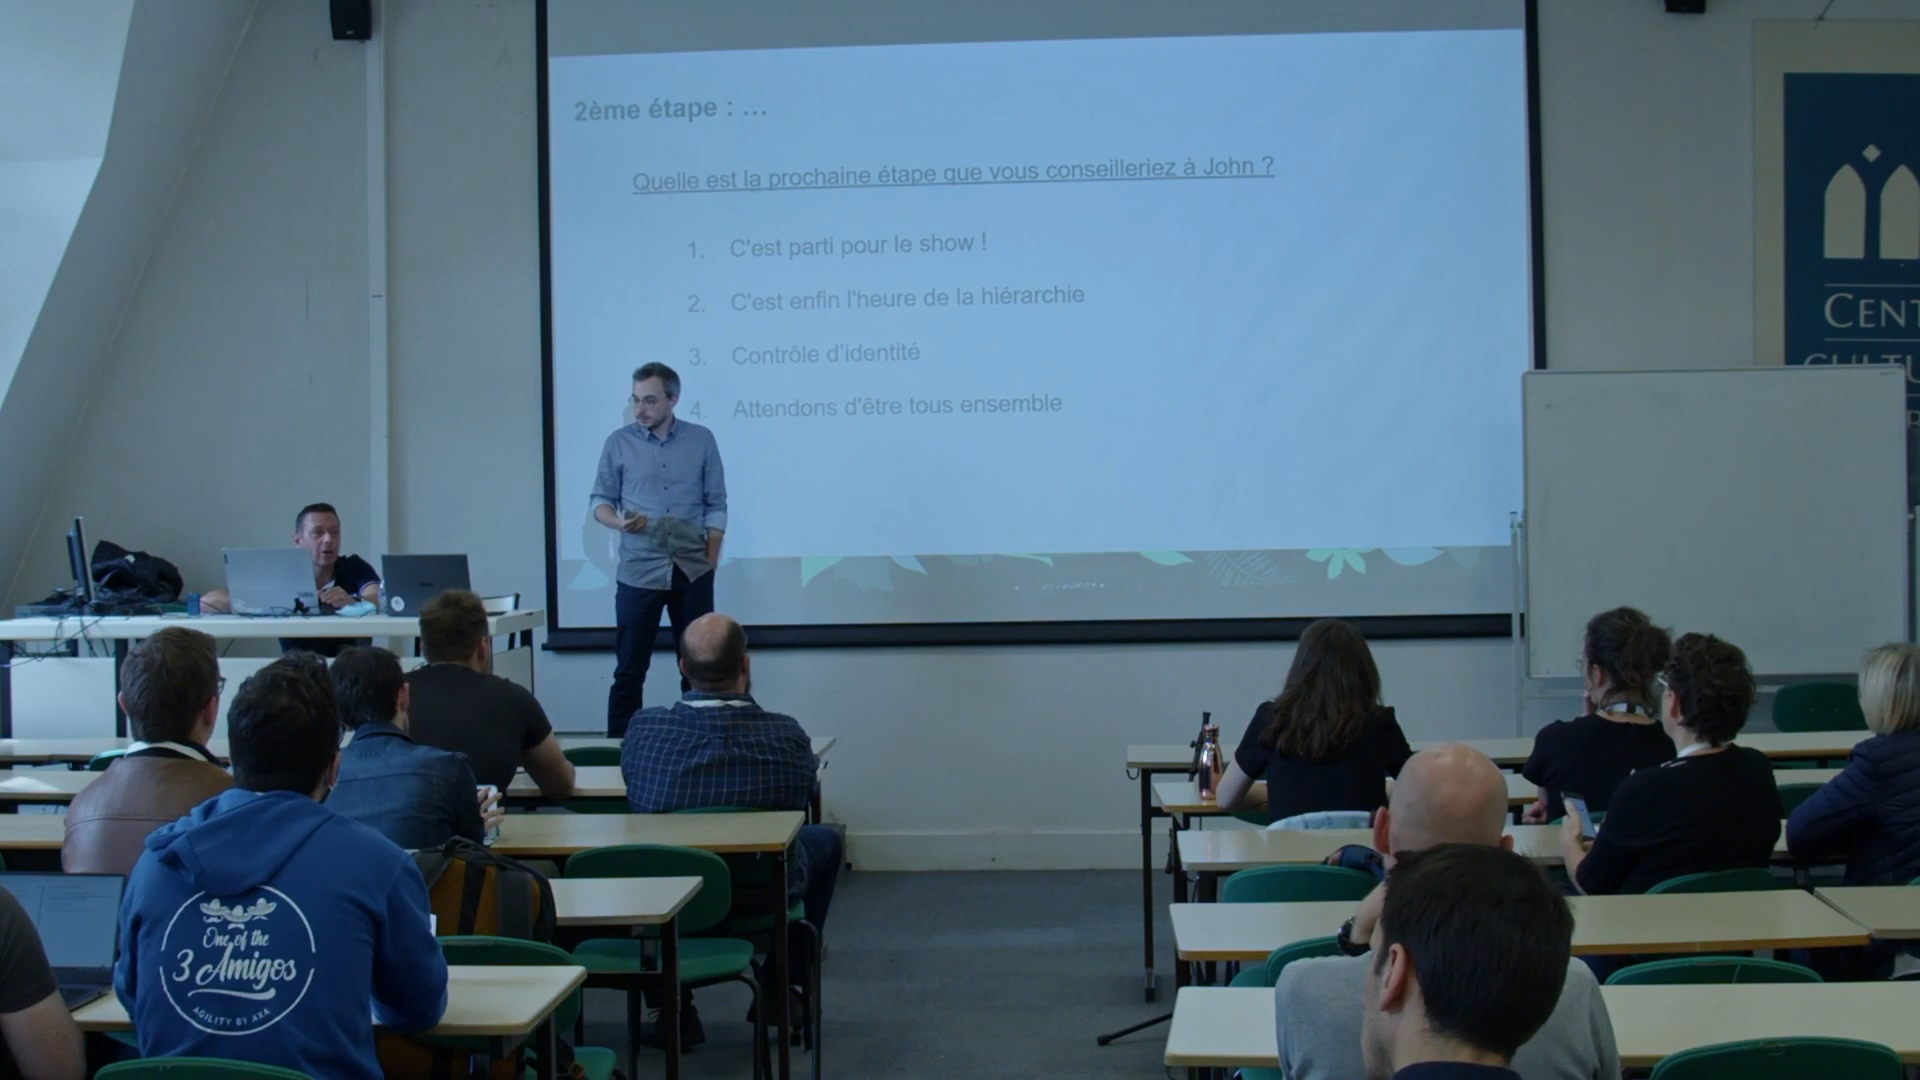 2ème étape : ...
Quelle est la prochaine étape que vous conseilleriez à John ?
1. C'est parti pour le show !
2. C'est enfin l'heure de la hiérarchie
3. Contrôle d'identité
4. Attendons d'être tous ensemble
CENT
CULTU
One of the
3 Amigos
AGILITY BY AXA